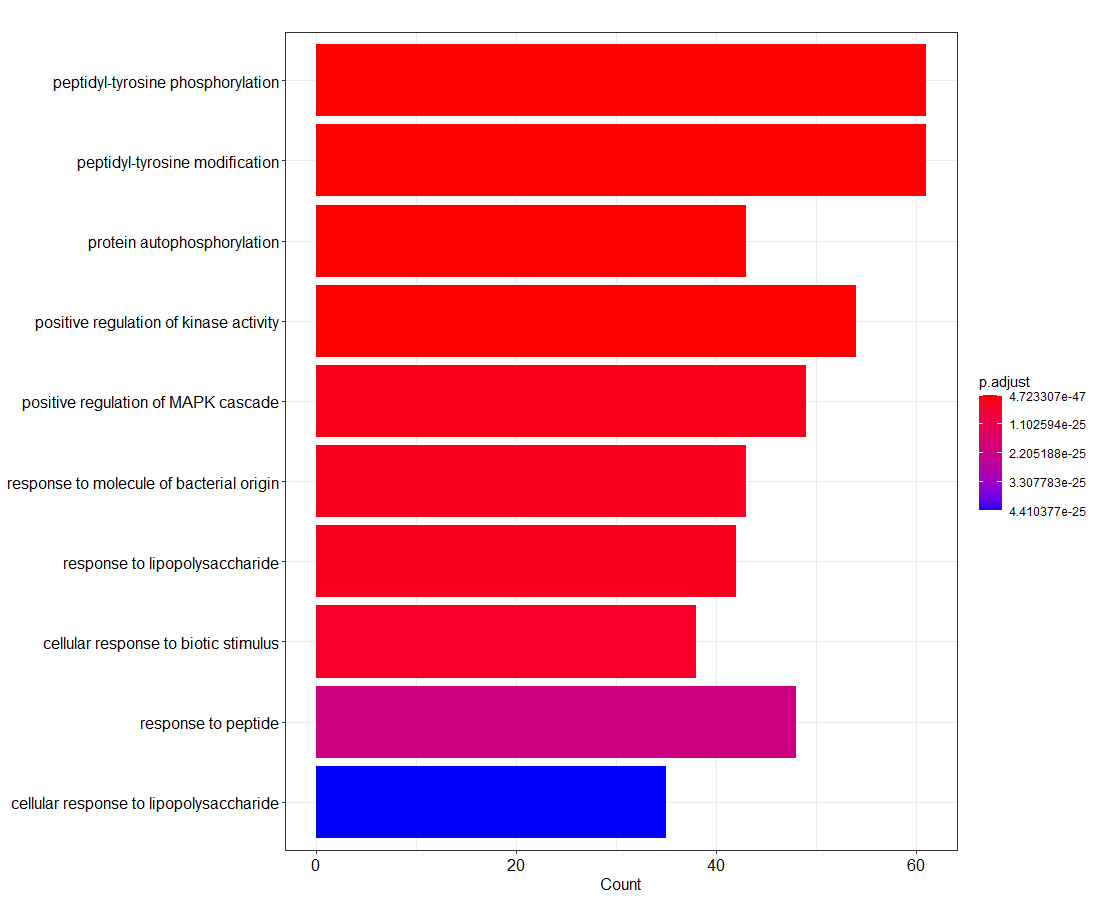 peptidyl-tyrosine phosphorylation
peptidyl-tyrosine modification
protein autophosphorylation
positive regulation of kinase activity
positive regulation of MAPK cascade
response to molecule of bacterial origin
response to lipopolysaccharide
cellular response to biotic stimulus
response to peptide
cellular response to lipopolysaccharide
0 20 40 60
Count
p.adjust
4.723307e-47
1.102594e-25
2.205188e-25
3.307783e-25
4.410377e-25